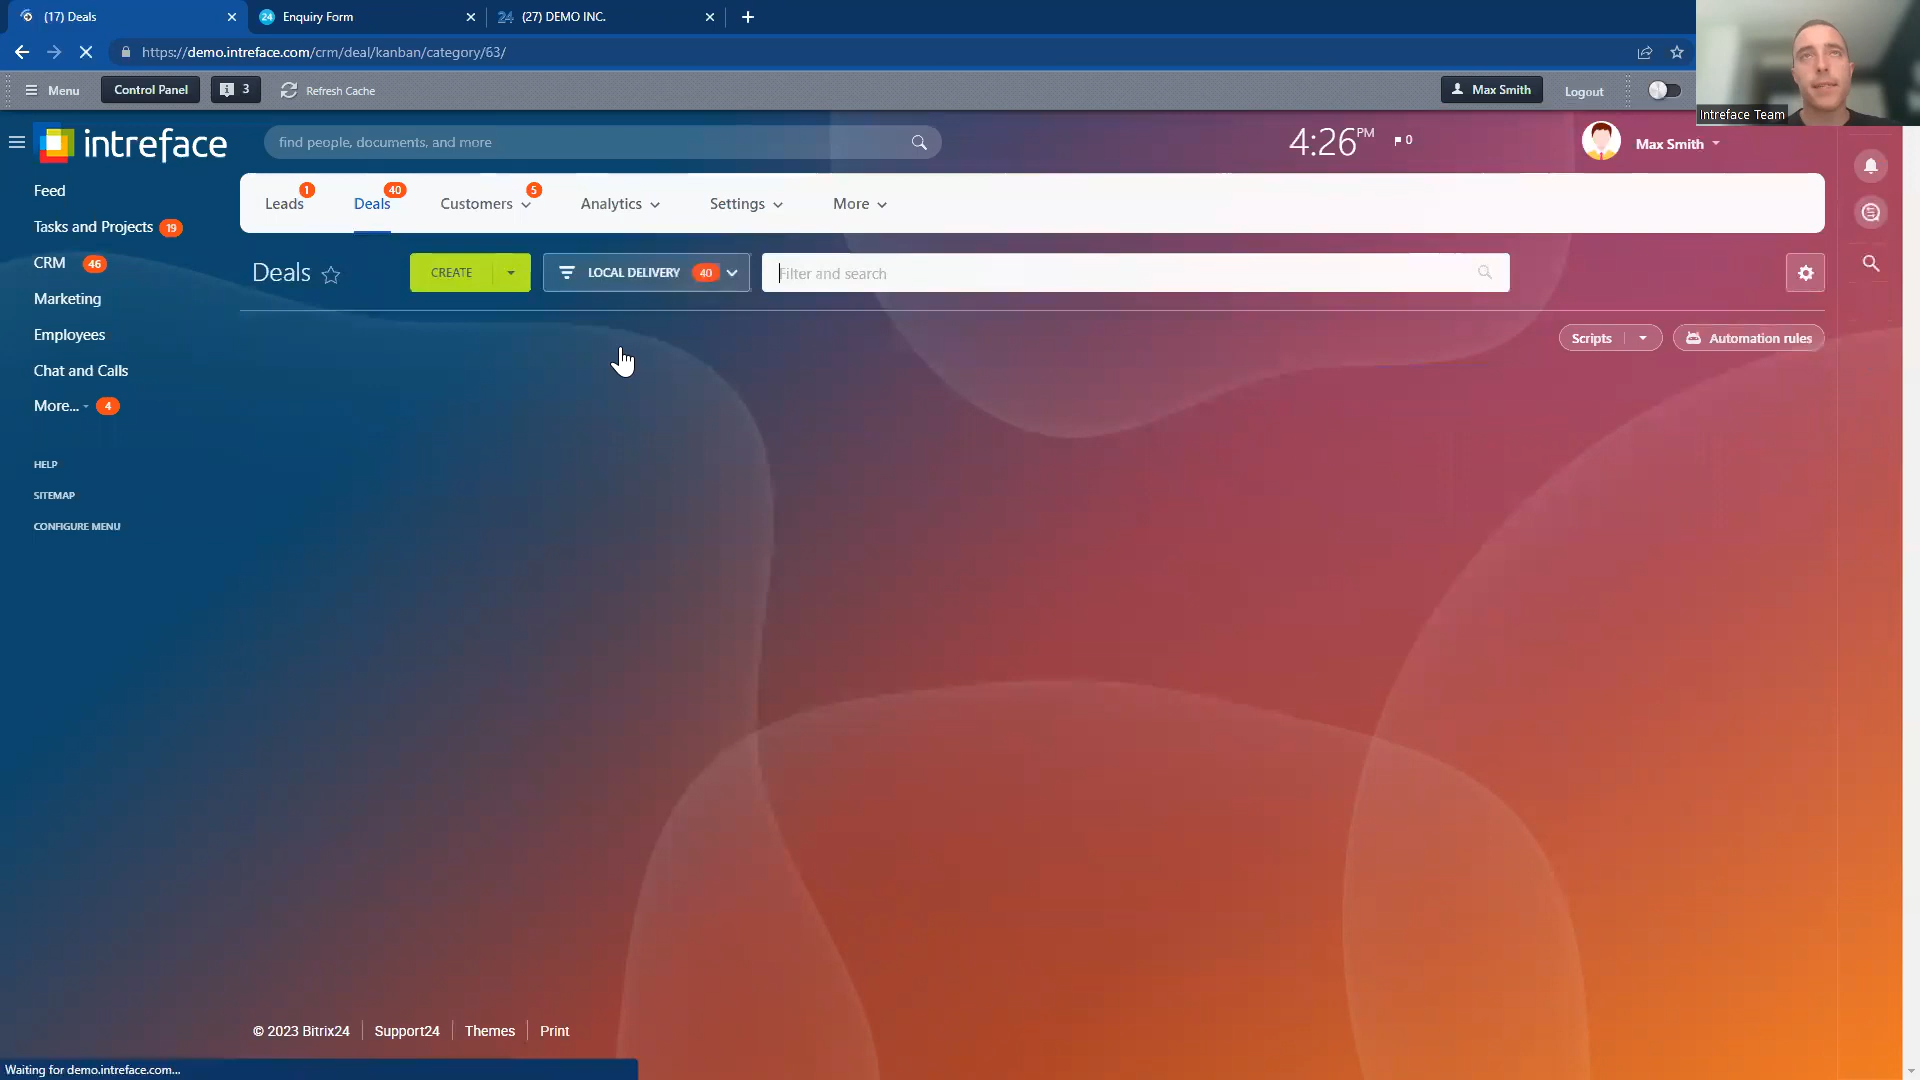 (17) Deals
Enquiry Form
24 (27) DEMO INC.
https://demo.intreface.com/crm/deal/kanban/category/63/
Menu
Control Panel
3
Refresh Cache
Max Smith
Logout
Intreface Team
intreface
find people, documents, and more
4:26 PM
0
Max Smith
Feed
Tasks and Projects 19
CRM 46
Marketing
Employees
Chat and Calls
More... 4
HELP
SITEMAP
CONFIGURE MENU
Leads 1
Deals 40
Customers 5
Analytics
Settings
More
Deals
CREATE
LOCAL DELIVERY 40
Filter and search
Scripts
Automation rules
© 2023 Bitrix24
Support24
Themes
Print
Waiting for demo.intreface.com...